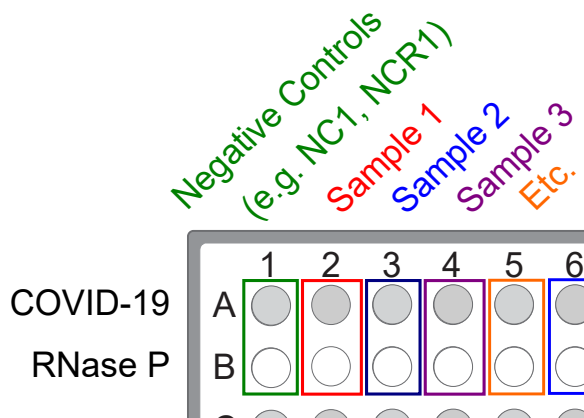 Negative Controls
(e.g. NC1, NCR1)
Sample 1
Sample 2
Sample 3
Etc.
1 2 3 4 5 6
COVID-19 A
RNase P B